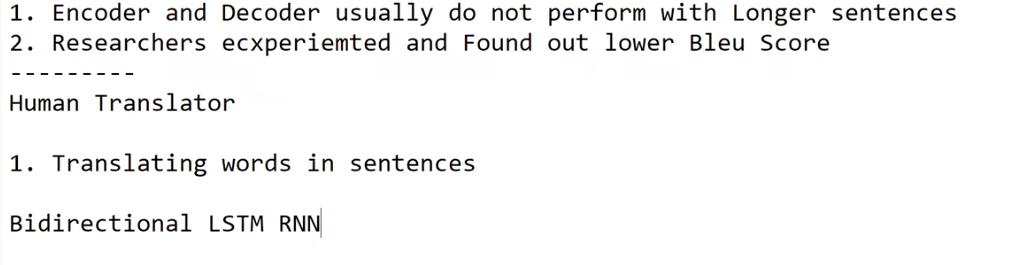 1. Encoder and Decoder usually do not perform with Longer sentences
2. Researchers ecxperiemted and Found out lower Bleu Score
---------
Human Translator
1. Translating words in sentences
Bidirectional LSTM RNN